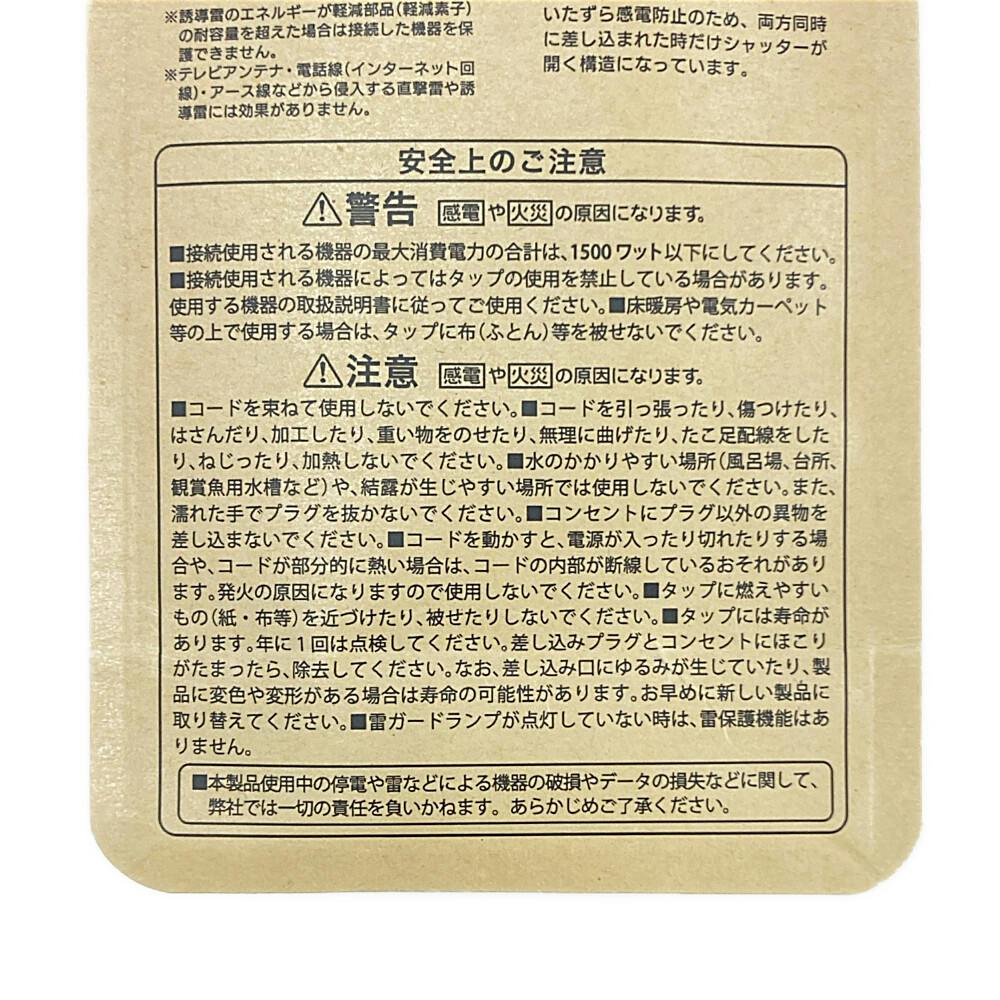 ※誘導雷のエネルギーが軽減部品（軽減素子）
の耐容量を超えた場合は接続した機器を保
護できません。
※テレビアンテナ・電話線（インターネット回
線）・アース線などから侵入する直撃雷や誘
導雷には効果がありません。
いたずら感電防止のため、両方同時
に差し込まれた時だけシャッターが
開く構造になっています。
安全上のご注意
警告 感電や火災の原因になります。
■接続使用される機器の最大消費電力の合計は、1500ワット以下にしてください。
■接続使用される機器によってはタップの使用を禁止している場合があります。
使用する機器の取扱説明書に従ってご使用ください。■床暖房や電気カーペット
等の上で使用する場合は、タップに布（ふとん）等を被せないでください。
注意 感電や火災の原因になります。
■コードを束ねて使用しないでください。■コードを引っ張ったり、傷つけたり、
はさんだり、加工したり、重い物をのせたり、無理に曲げたり、たこ足配線をした
り、ねじったり、加熱しないでください。■水のかかりやすい場所（風呂場、台所、
観賞魚用水槽など）や、結露が生じやすい場所では使用しないでください。また、
濡れた手でプラグを抜かないでください。■コンセントにプラグ以外の異物を
差し込まないでください。■コードを動かすと、電源が入ったり切れたりする場
合や、コードが部分的に熱い場合は、コードの内部が断線しているおそれがあり
ます。発火の原因になりますので使用しないでください。■タップに燃えやすい
もの（紙・布等）を近づけたり、被せたりしないでください。■タップには寿命が
あります。年に1回は点検してください。差し込みプラグとコンセントにほこり
がたまったら、除去してください。なお、差し込み口にゆるみが生じていたり、製
品に変色や変形がある場合は寿命の可能性があります。お早めに新しい製品に
取り替えてください。■雷ガードランプが点灯していない時は、雷保護機能はあ
りません。
■本製品使用中の停電や雷などによる機器の破損やデータの損失などに関して、
弊社では一切の責任を負いかねます。あらかじめご了承ください。